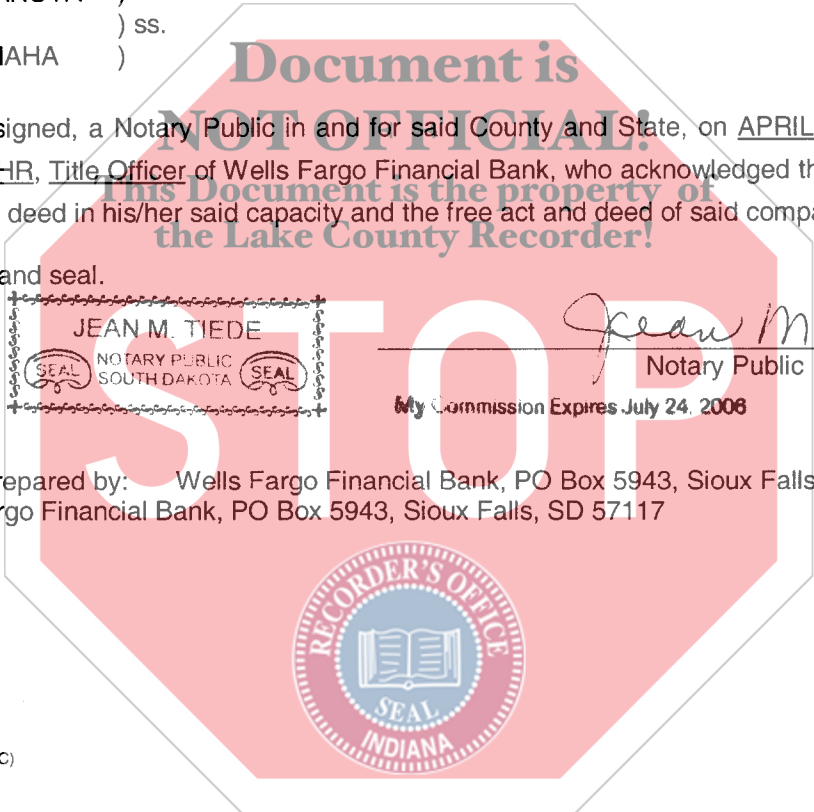 ) ss.
MAHA )
Document is
NOT OFFICIAL!
signed, a Notary Public in and for said County and State, on APRIL
HR, Title Officer of Wells Fargo Financial Bank, who acknowledged th
This Document is the property of
deed in his/her said capacity and the free act and deed of said compa
the Lake County Recorder!
and seal.
JEAN M. TIEDE
SEAL NOTARY PUBLIC SEAL
SOUTH DAKOTA
Jean M
Notary Public
My Commission Expires July 24, 2006
STOP
repared by: Wells Fargo Financial Bank, PO Box 5943, Sioux Falls
rgo Financial Bank, PO Box 5943, Sioux Falls, SD 57117
RECORDER'S OFFICE
SEAL
INDIANA
C)